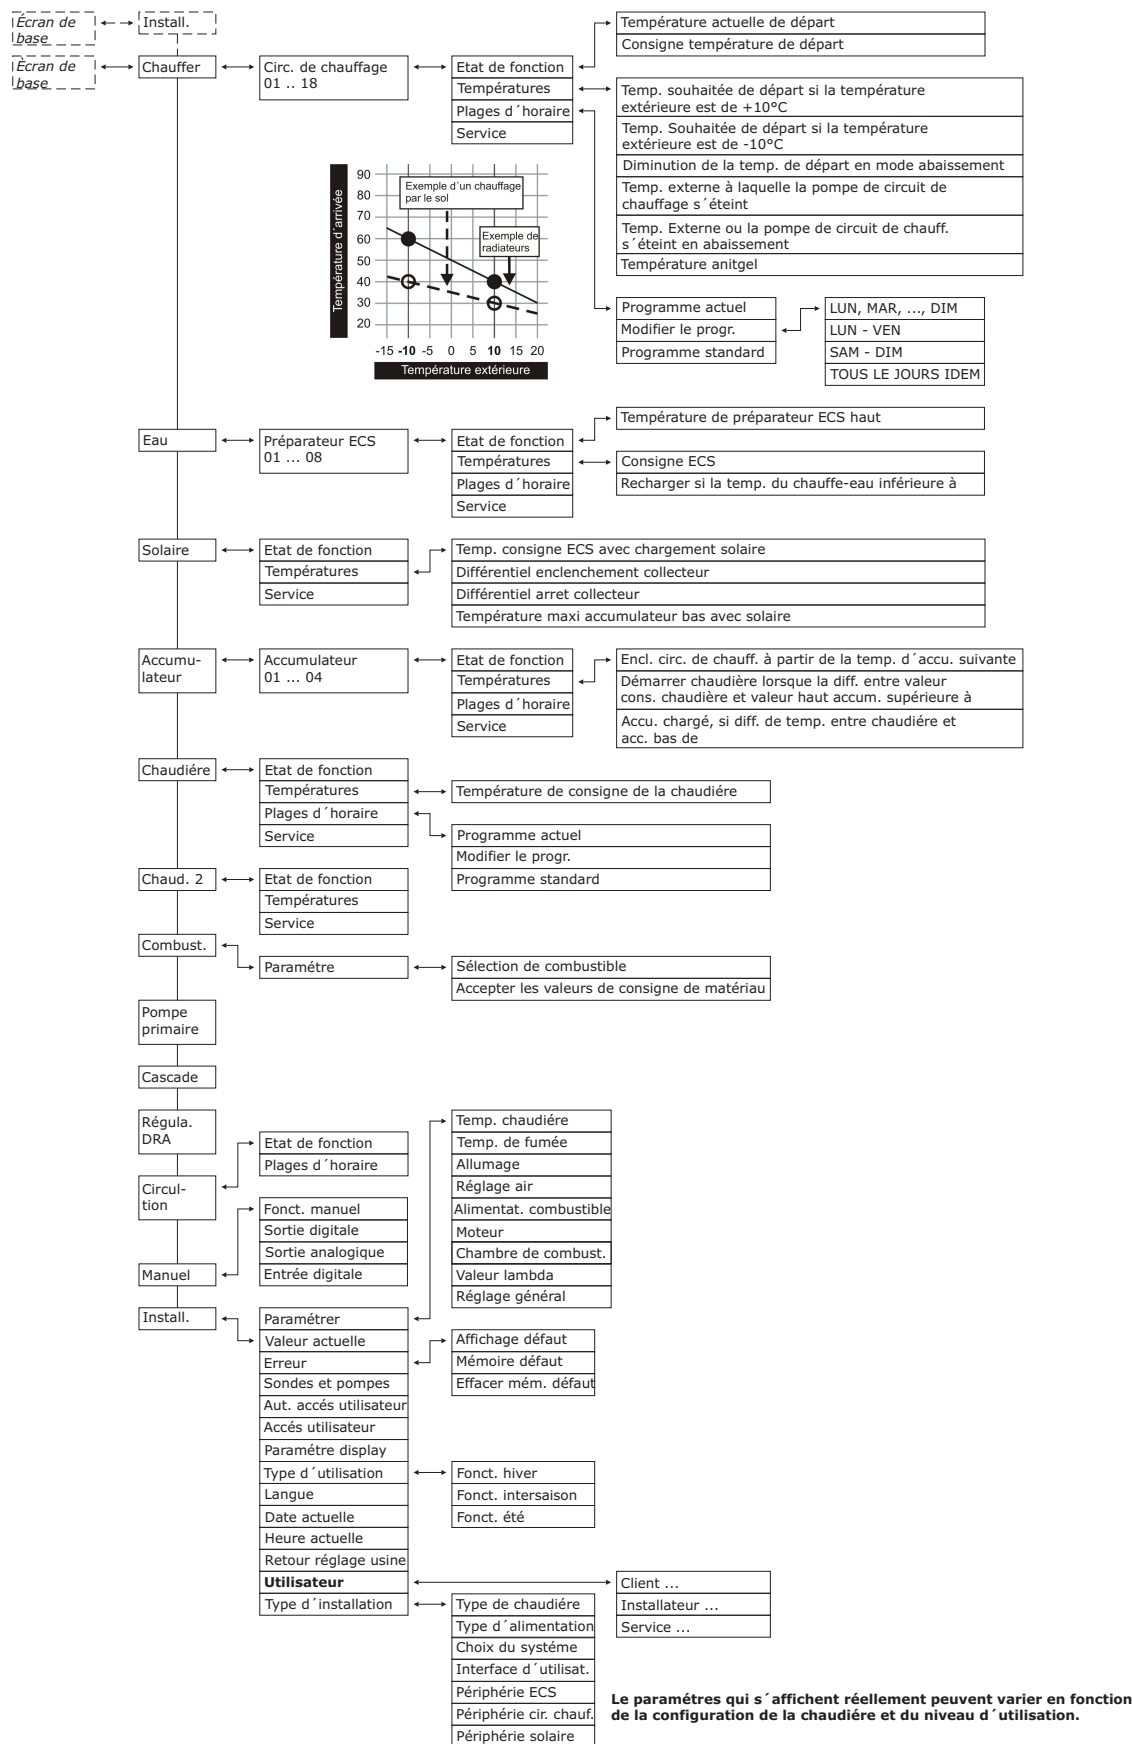 Écran de
base
Install.
Écran de
base
Chauffer
Circ. de chauffage
01 .. 18
Etat de fonction
Températures
Plages d´horaire
Service
Température actuelle de départ
Consigne température de départ
Temp. souhaitée de départ si la température
extérieure est de +10°C
Temp. Souhaitée de départ si la température
extérieure est de -10°C
Diminution de la temp. de départ en mode abaissement
Temp. externe à laquelle la pompe de circuit de
chauffage s´éteint
Temp. Externe ou la pompe de circuit de chauff.
s´éteint en abaissement
Température anitgel
Température d´arrivée
90
80
70
60
50
40
30
20
Exemple d´un chauffage
par le sol
Exemple de
radiateurs
-15 -10 -5 0 5 10 15 20
Température extérieure
Programme actuel
Modifier le progr.
Programme standard
LUN, MAR, ..., DIM
LUN - VEN
SAM - DIM
TOUS LE JOURS IDEM
Eau
Préparateur ECS
01 ... 08
Etat de fonction
Températures
Plages d´horaire
Service
Température de préparateur ECS haut
Consigne ECS
Recharger si la temp. du chauffe-eau inférieure à
Solaire
Etat de fonction
Températures
Service
Temp. consigne ECS avec chargement solaire
Différentiel enclenchement collecteur
Différentiel arret collecteur
Température maxi accumulateur bas avec solaire
Accumu-
lateur
Accumulateur
01 ... 04
Etat de fonction
Températures
Plages d´horaire
Service
Encl. circ. de chauff. à partir de la temp. d´accu. suivante
Démarrer chaudière lorsque la diff. entre valeur
cons. chaudière et valeur haut accum. supérieure à
Accu. chargé, si diff. de temp. entre chaudiére et
acc. bas de
Chaudiére
Etat de fonction
Températures
Plages d´horaire
Service
Température de consigne de la chaudiére
Programme actuel
Modifier le progr.
Programme standard
Chaud. 2
Etat de fonction
Températures
Service
Combust.
Paramétre
Sélection de combustible
Accepter les valeurs de consigne de matériau
Pompe
primaire
Cascade
Régula.
DRA
Circul-
tion
Etat de fonction
Plages d´horaire
Manuel
Fonct. manuel
Sortie digitale
Sortie analogique
Entrée digitale
Temp. chaudiére
Temp. de fumée
Allumage
Réglage air
Alimentat. combustible
Moteur
Chambre de combust.
Valeur lambda
Réglage général
Install.
Paramétrer
Valeur actuelle
Erreur
Sondes et pompes
Aut. accés utilisateur
Accés utilisateur
Paramétre display
Type d´utilisation
Langue
Date actuelle
Heure actuelle
Retour réglage usine
Utilisateur
Type d´installation
Affichage défaut
Mémoire défaut
Effacer mém. défaut
Fonct. hiver
Fonct. intersaison
Fonct. été
Client ...
Installateur ...
Service ...
Type de chaudiére
Type d´alimentation
Choix du systéme
Interface d´utilisat.
Périphérie ECS
Périphérie cir. chauf.
Périphérie solaire
Le paramétres qui s´affichent réellement peuvent varier en fonction
de la configuration de la chaudiére et du niveau d´utilisation.